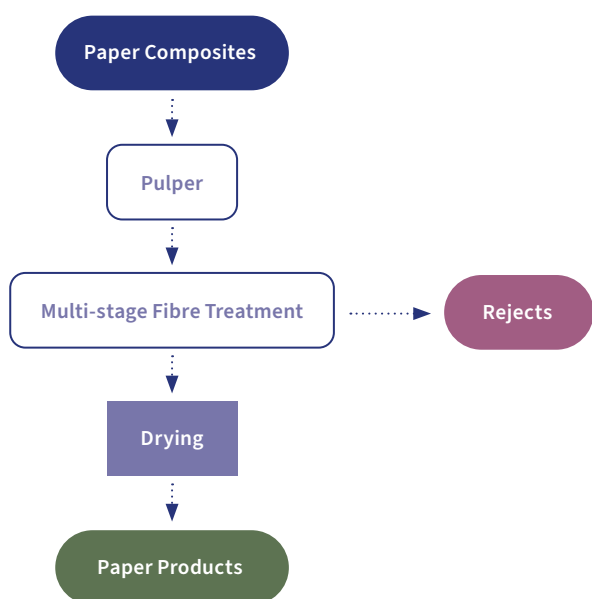 Paper Composites
Pulper
Multi-stage Fibre Treatment
Rejects
Drying
Paper Products